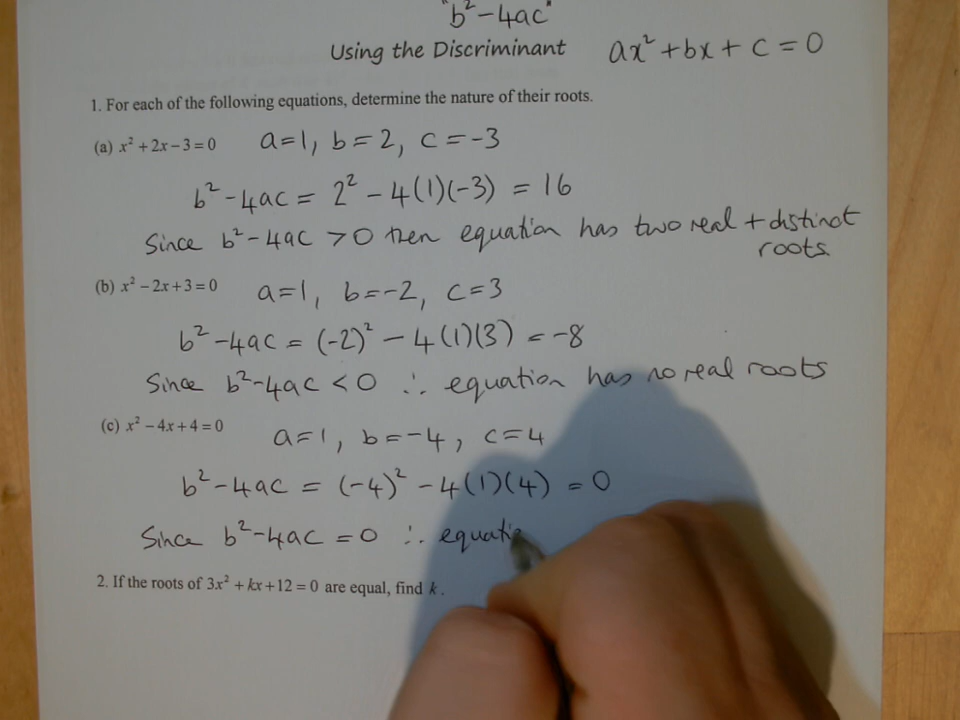 "b² - 4ac"
Using the Discriminant ax² + bx + c = 0
1. For each of the following equations, determine the nature of their roots.
(a) x² + 2x - 3 = 0 a=1, b=2, c=-3
b² - 4ac = 2² - 4(1)(-3) = 16
Since b² - 4ac > 0 then equation has two real + distinct
roots.
(b) x² - 2x + 3 = 0 a=1, b=-2, c=3
b² - 4ac = (-2)² - 4(1)(3) = -8
Since b² - 4ac < 0 ∴ equation has no real roots
(c) x² - 4x + 4 = 0 a=1, b=-4, c=4
b² - 4ac = (-4)² - 4(1)(4) = 0
Since b² - 4ac = 0 ∴ equati
2. If the roots of 3x² + kx + 12 = 0 are equal, find k.